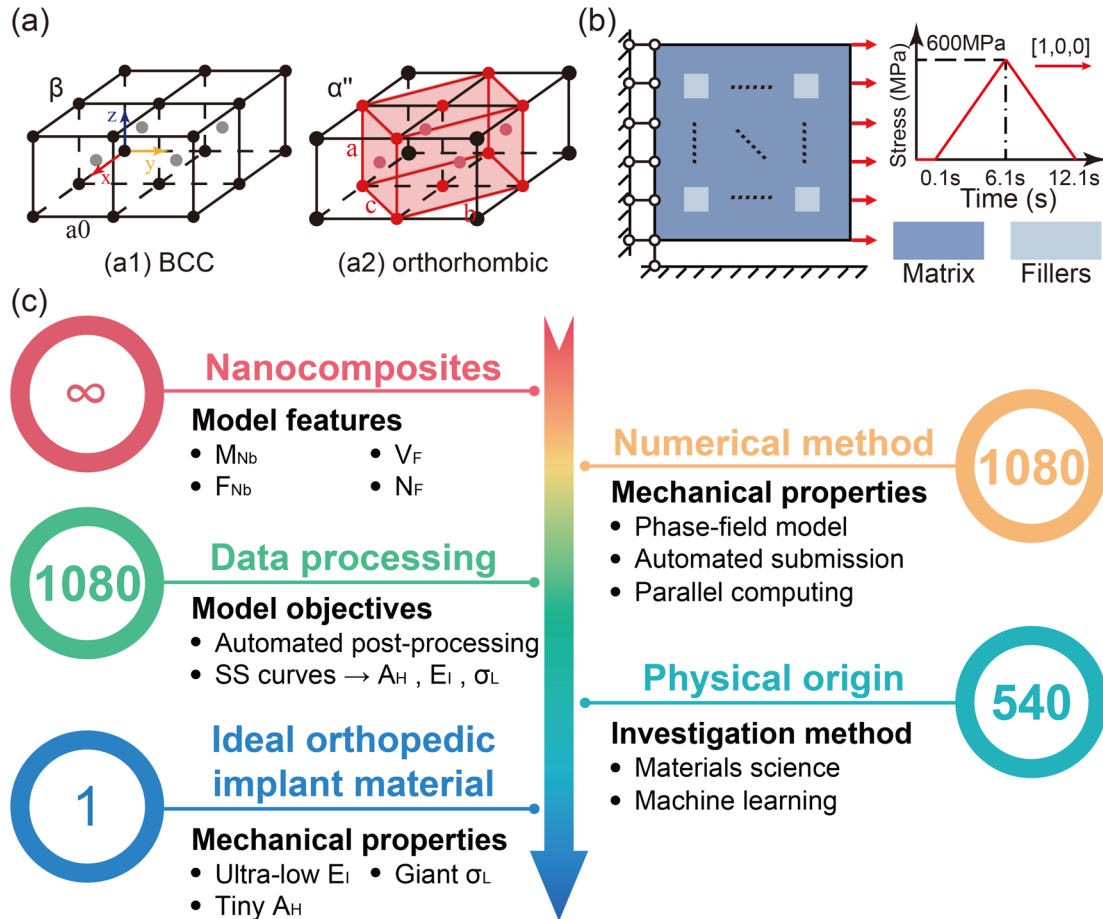 (a)
β
z
y
x
a0
(a1) BCC
α''
a
c
b
(a2) orthorhombic
(b)
600MPa
[1,0,0]
Stress (MPa)
0.1s 6.1s 12.1s
Time (s)
Matrix
Fillers
(c)
∞
Nanocomposites
Model features
• MNb
• VF
• FNb
• NF
Numerical method
1080
Mechanical properties
• Phase-field model
• Automated submission
• Parallel computing
1080
Data processing
Model objectives
• Automated post-processing
• SS curves → AH , EI , σL
Physical origin
540
Investigation method
• Materials science
• Machine learning
1
Ideal orthopedic
implant material
Mechanical properties
• Ultra-low EI • Giant σL
• Tiny AH